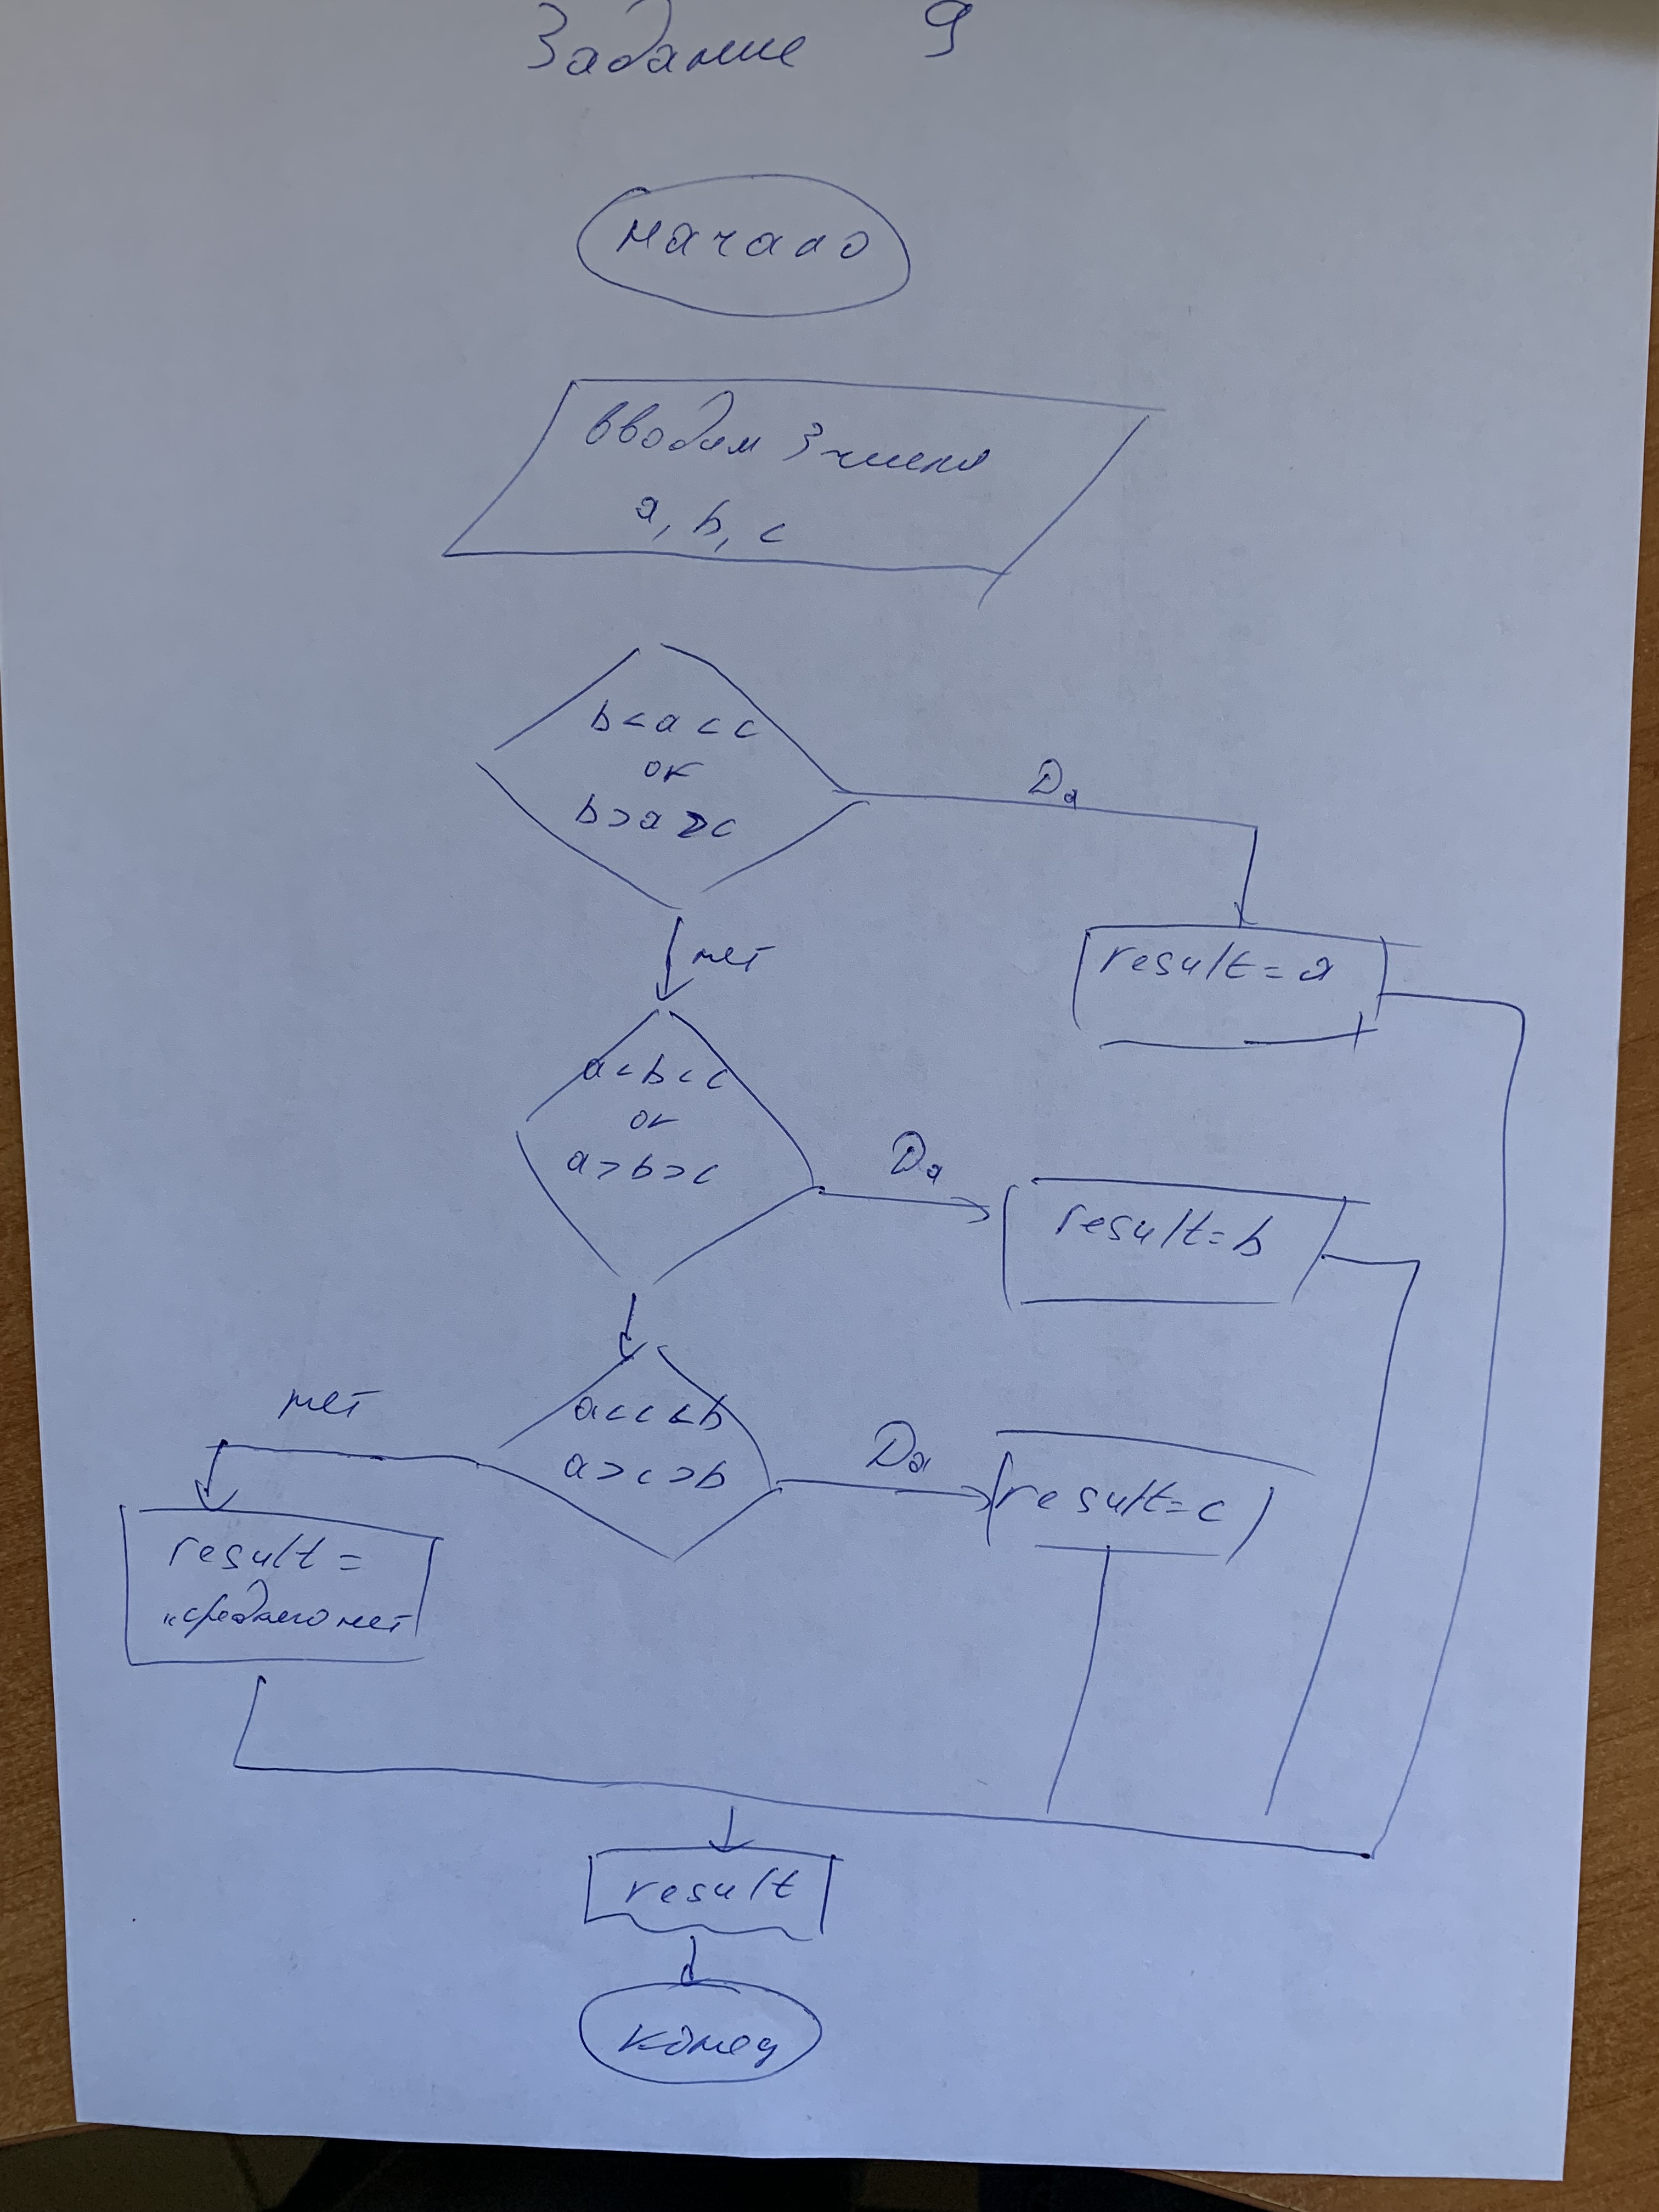 Задание 9
начало
вводим 3 числа
a, b, c
b < a < c
or
b > a > c
Да
нет
result = a
a < b < c
or
a > b > c
Да
result = b
нет
a < c < b
a > c > b
Да
result = c
result =
„среднего нет
result
конец